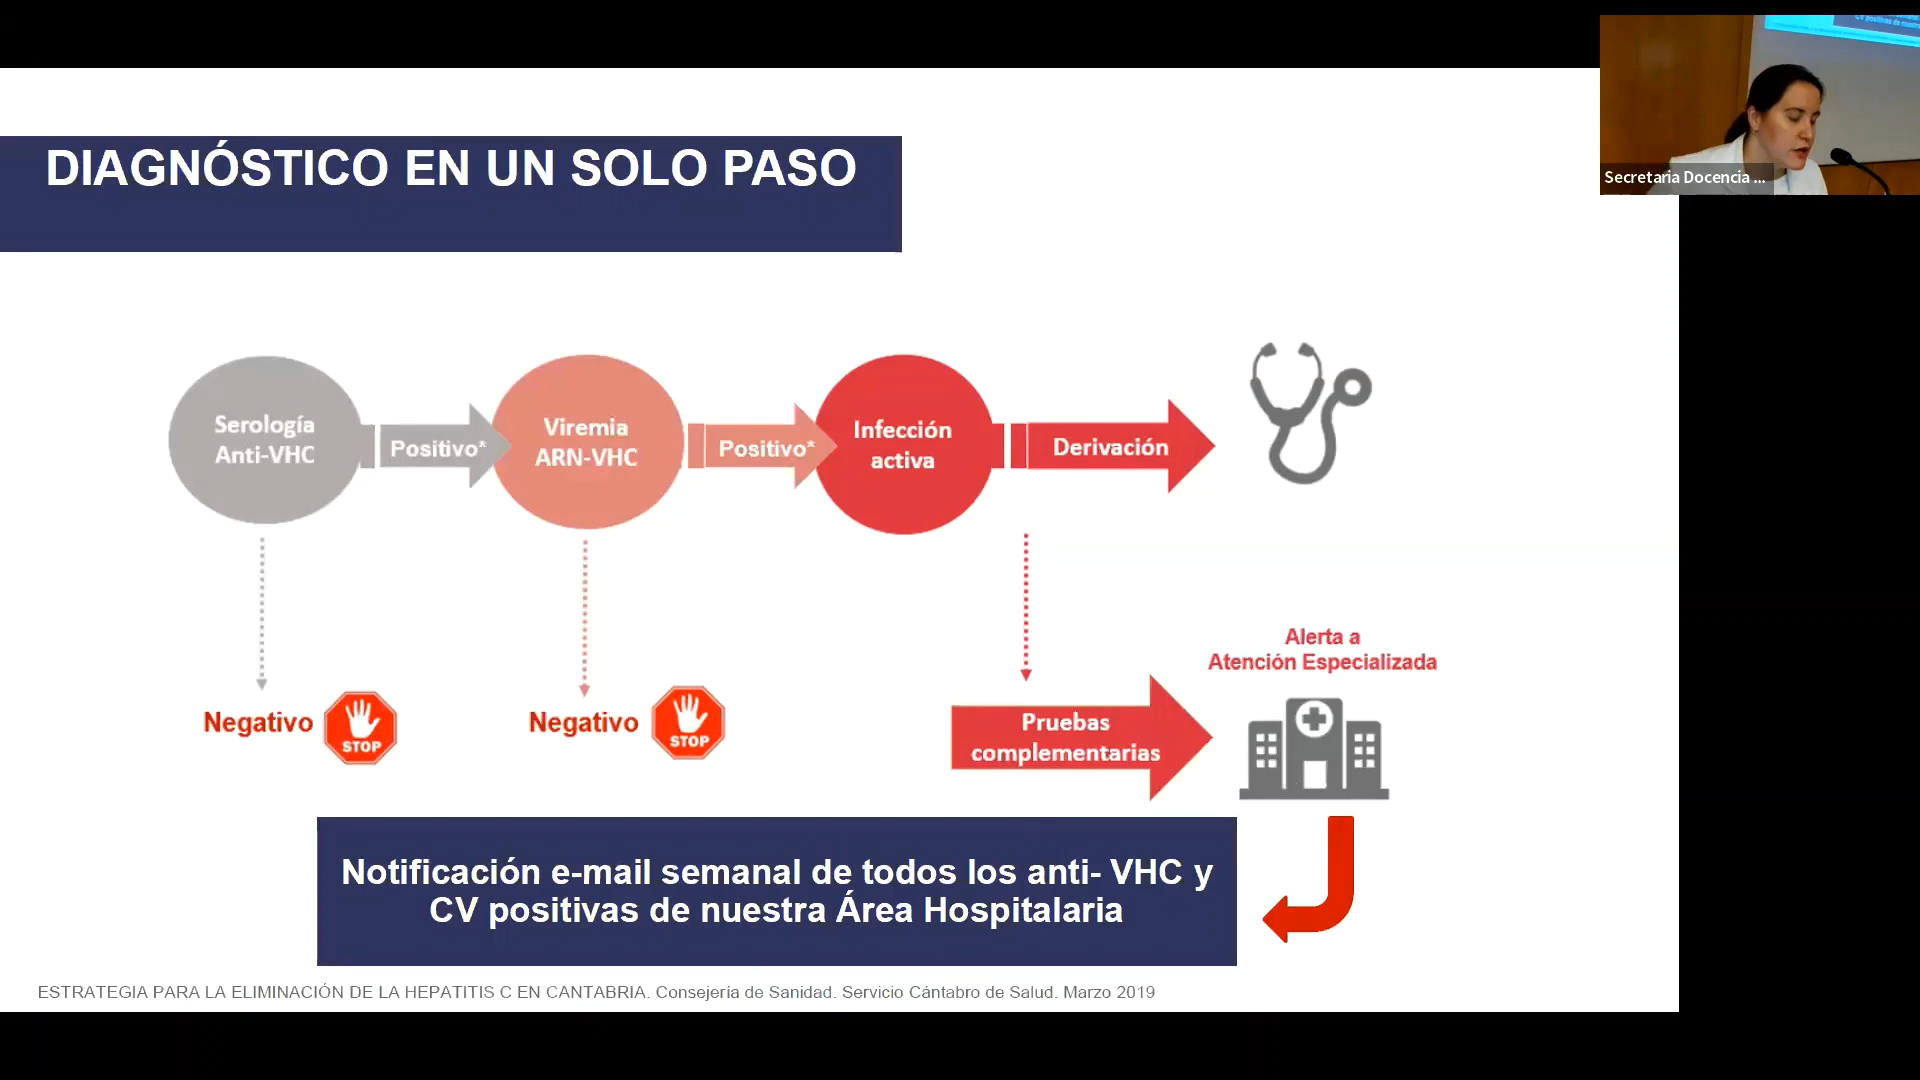 DIAGNÓSTICO EN UN SOLO PASO
Secretaria Docencia ...
Serología
Anti-VHC
Positivo*
Viremia
ARN-VHC
Positivo*
Infección
activa
Derivación
Negativo
STOP
Negativo
STOP
Pruebas
complementarias
Alerta a
Atención Especializada
Notificación e-mail semanal de todos los anti- VHC y
CV positivas de nuestra Área Hospitalaria
ESTRATEGIA PARA LA ELIMINACIÓN DE LA HEPATITIS C EN CANTABRIA. Consejería de Sanidad. Servicio Cántabro de Salud. Marzo 2019